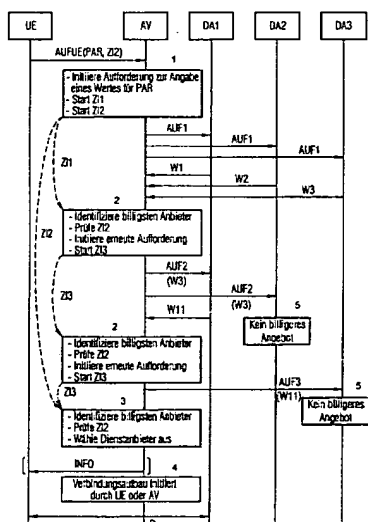 UE AV DA1 DA2 DA3
AUFUE(PAR, ZI2)
1
- Initiiere Aufforderung zur Angabe
eines Wertes für PAR
- Start ZI1
- Start ZI2
AUF1
AUF1
AUF1
ZI1
W1
W2
W3
2
ZI2
- Identifiziere billigsten Anbieter
- Prüfe ZI2
- Initiiere erneute Aufforderung
- Start ZI3
AUF2
(W3)
ZI3
AUF2
(W3)
5
W11
Kein billigeres
Angebot
2
- Identifiziere billigsten Anbieter
- Prüfe ZI2
- Initiiere erneute Aufforderung
- Start ZI3
ZI3
3
AUF3
(W11)
5
Kein billigeres
Angebot
- Identifiziere billigsten Anbieter
- Prüfe ZI2
- Wähle Dienstanbieter aus
INFO
4
Verbindungsaufbau initiiert
durch UE oder AV